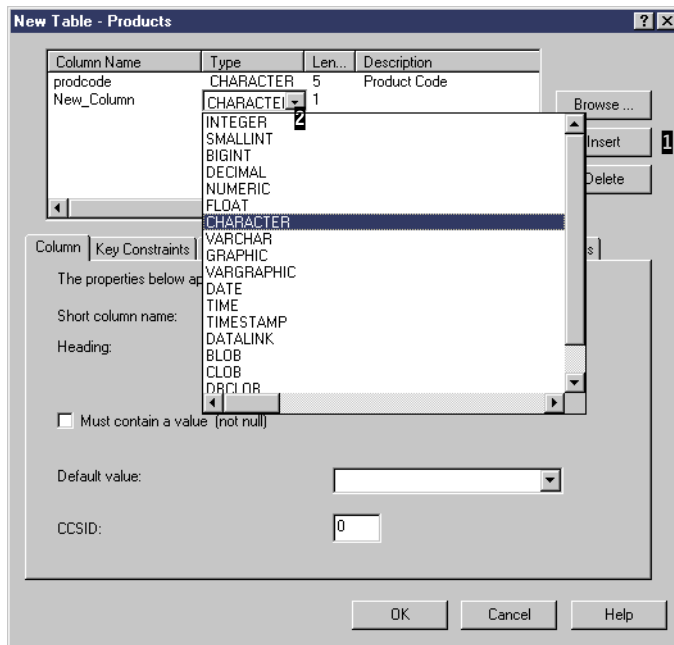 New Table - Products
Column Name Type Len... Description
prodcode CHARACTER 5 Product Code
New_Column CHARACTE 1
Browse ...
2
INTEGER
Insert 1
SMALLINT
BIGINT
DECIMAL
Delete
NUMERIC
FLOAT
CHARACTER
VARCHAR
Column Key Constraints s
GRAPHIC
VARGRAPHIC
The properties below ap
DATE
TIME
Short column name:
TIMESTAMP
DATALINK
Heading:
BLOB
CLOB
DBCLOB
Must contain a value (not null)
Default value:
CCSID: 0
OK Cancel Help